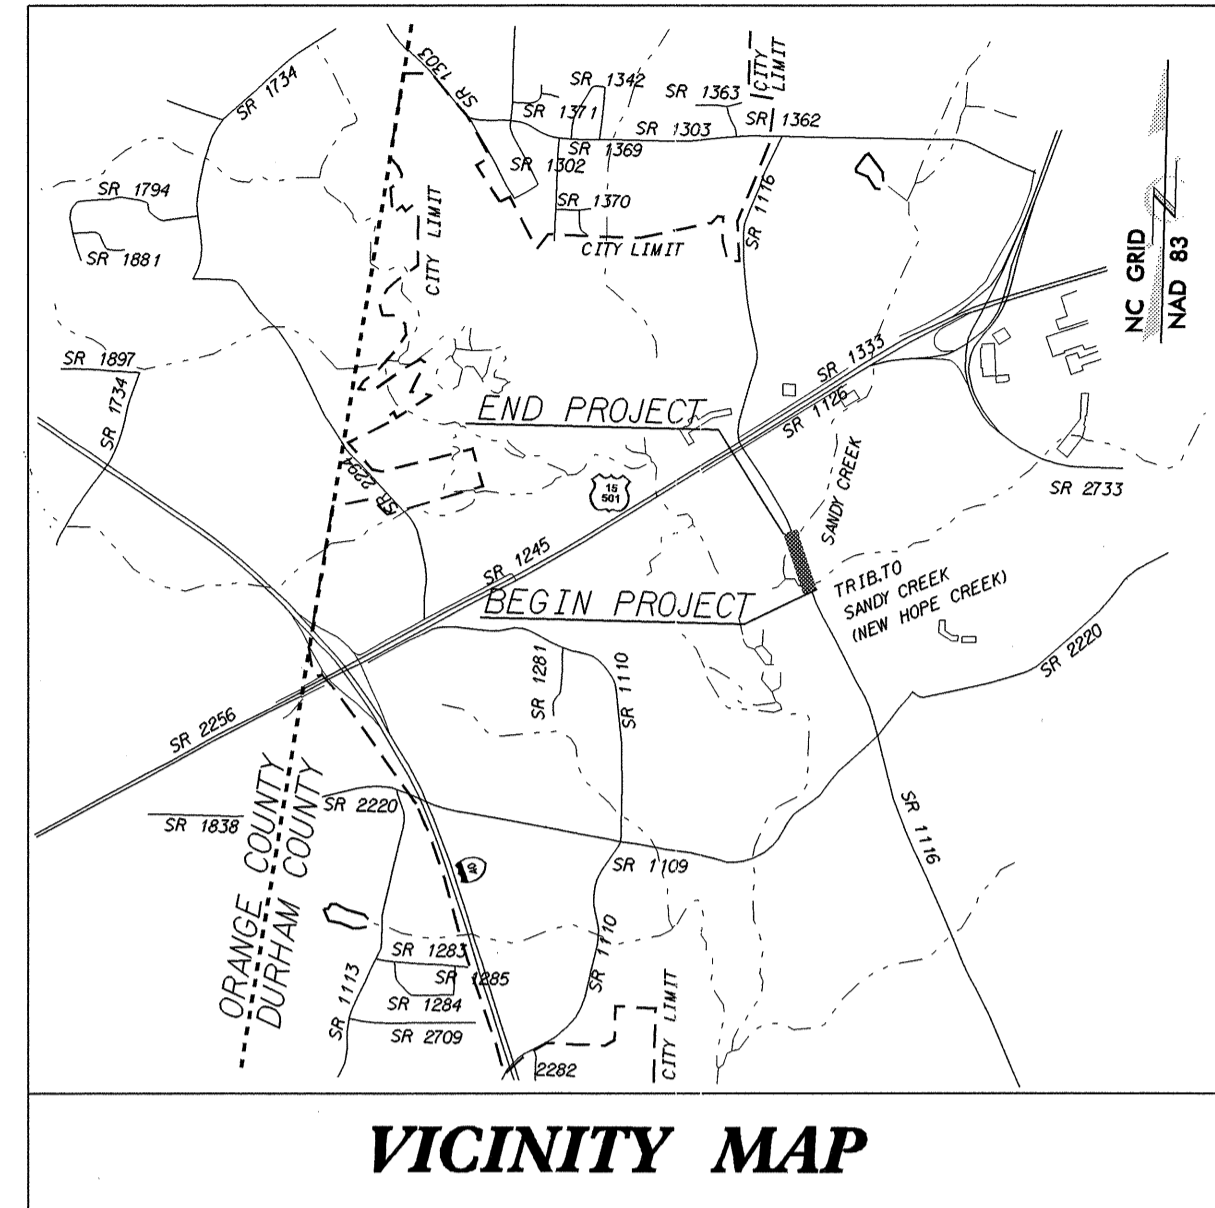 SR 1734
SR 1303
SR 1342
SR 1371
SR 1363
CITY LIMIT
SR 1303
SR 1362
SR 1369
SR 1302
SR 1370
CITY LIMIT
SR 1116
SR 1794
SR 1881
CITY LIMIT
NC GRID
NAD 83
SR 1897
SR 1734
SR 1333
SR 1126
END PROJECT
SR 2294
15
501
SANDY CREEK
SR 2733
SR 1245
BEGIN PROJECT
TRIB.TO
SANDY CREEK
(NEW HOPE CREEK)
SR 2220
SR 1281
SR 1110
SR 2256
ORANGE COUNTY
DURHAM COUNTY
SR 2220
SR 1838
SR 1109
SR 1116
40
SR 1283
SR 1285
SR 1284
SR 1113
SR 2709
SR 1110
CITY LIMIT
2282
VICINITY MAP